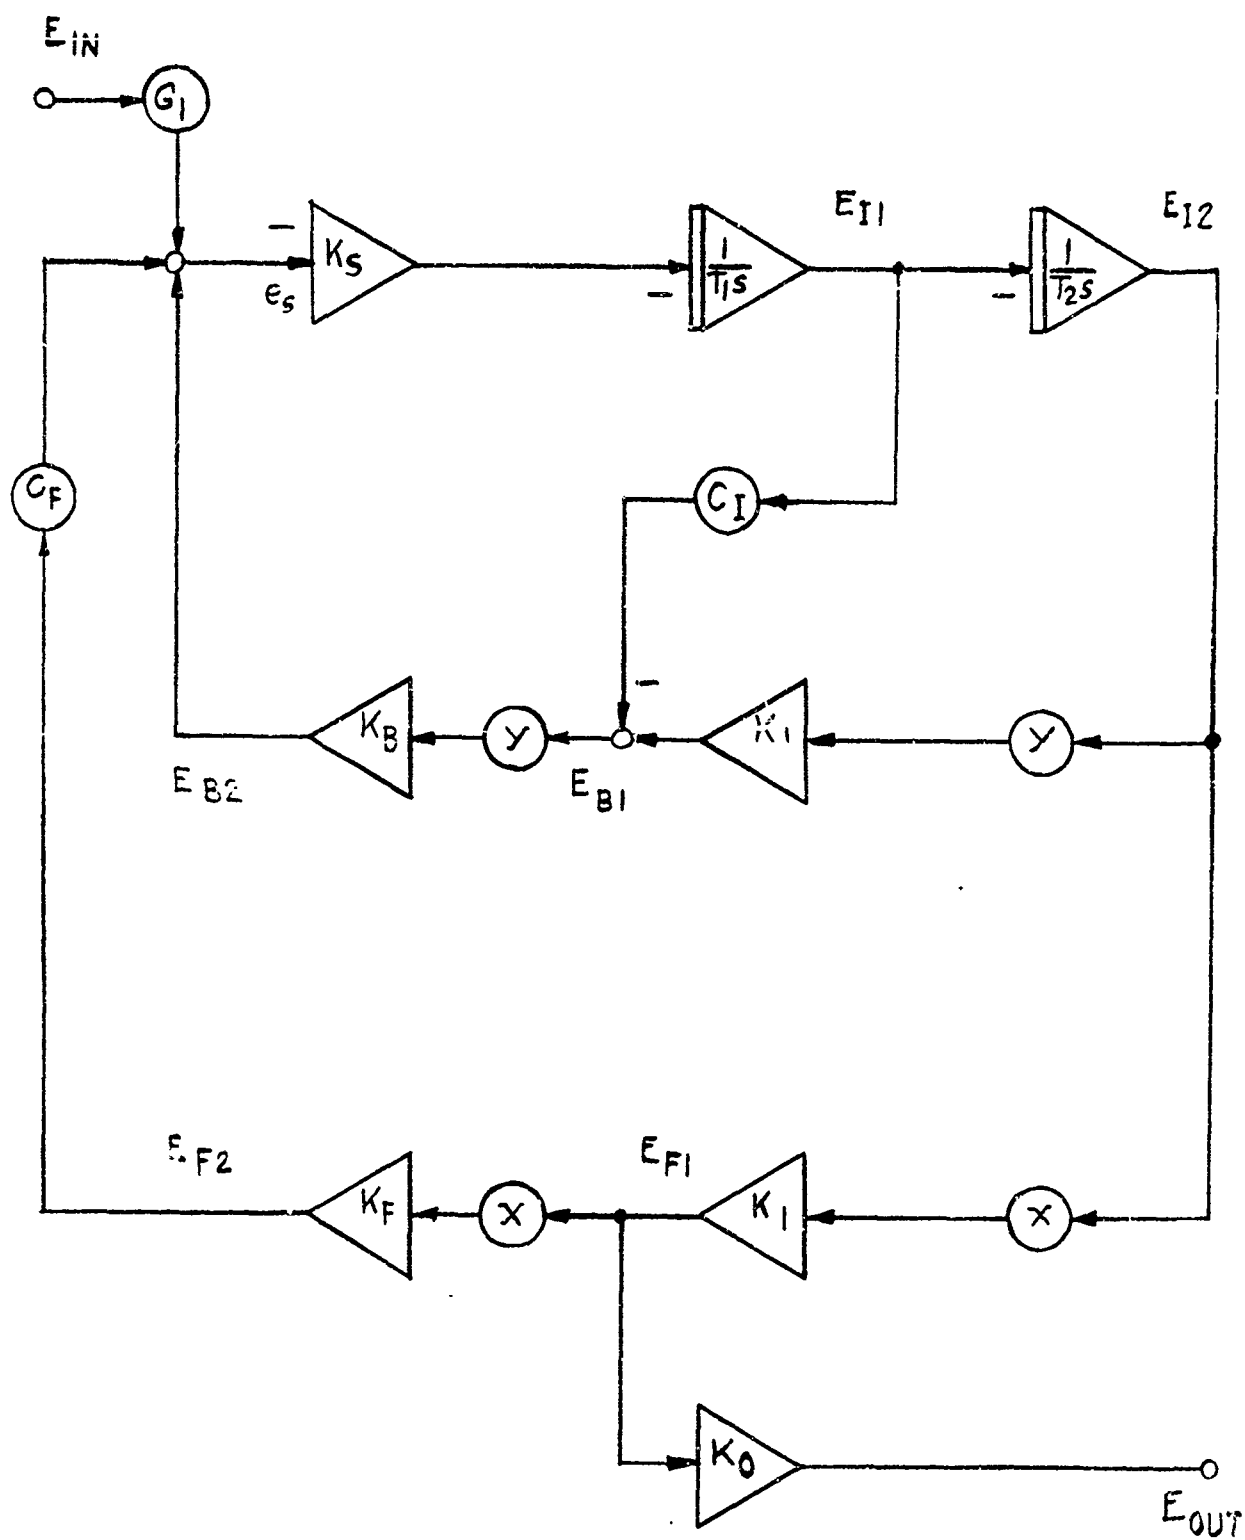 E_IN
G_1
E_I1
E_I2
−
K_S
e_s
−
1/T_1s
−
1/T_2s
C_F
C_I
−
K_B
Y
K_1
Y
E_B2
E_B1
E_F2
E_F1
K_F
X
K_1
X
K_O
E_OUT